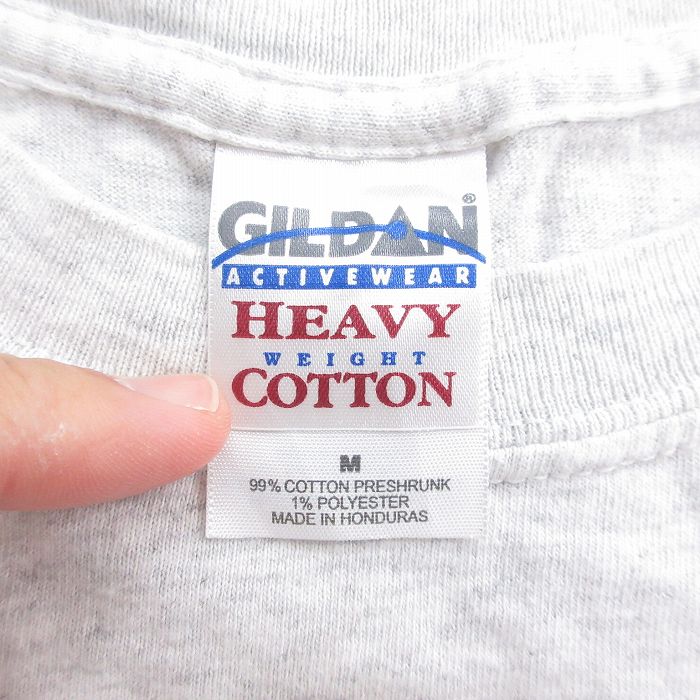 GILDAN®
ACTIVEWEAR
HEAVY
WEIGHT
COTTON
M
99% COTTON PRESHRUNK
1% POLYESTER
MADE IN HONDURAS